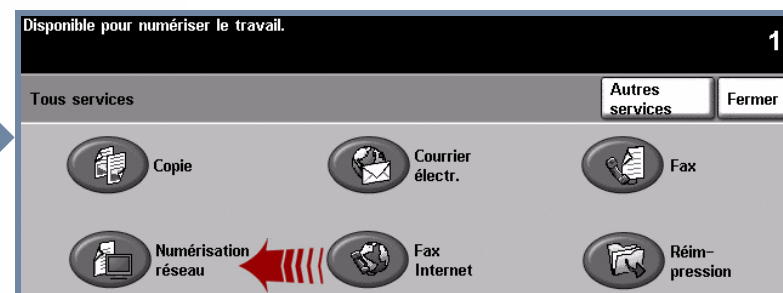 Disponible pour numériser le travail.
1
Tous services
Autres
services
Fermer
Copie
Courrier
électr.
Fax
Numérisation
réseau
Fax
Internet
Réim-
pression